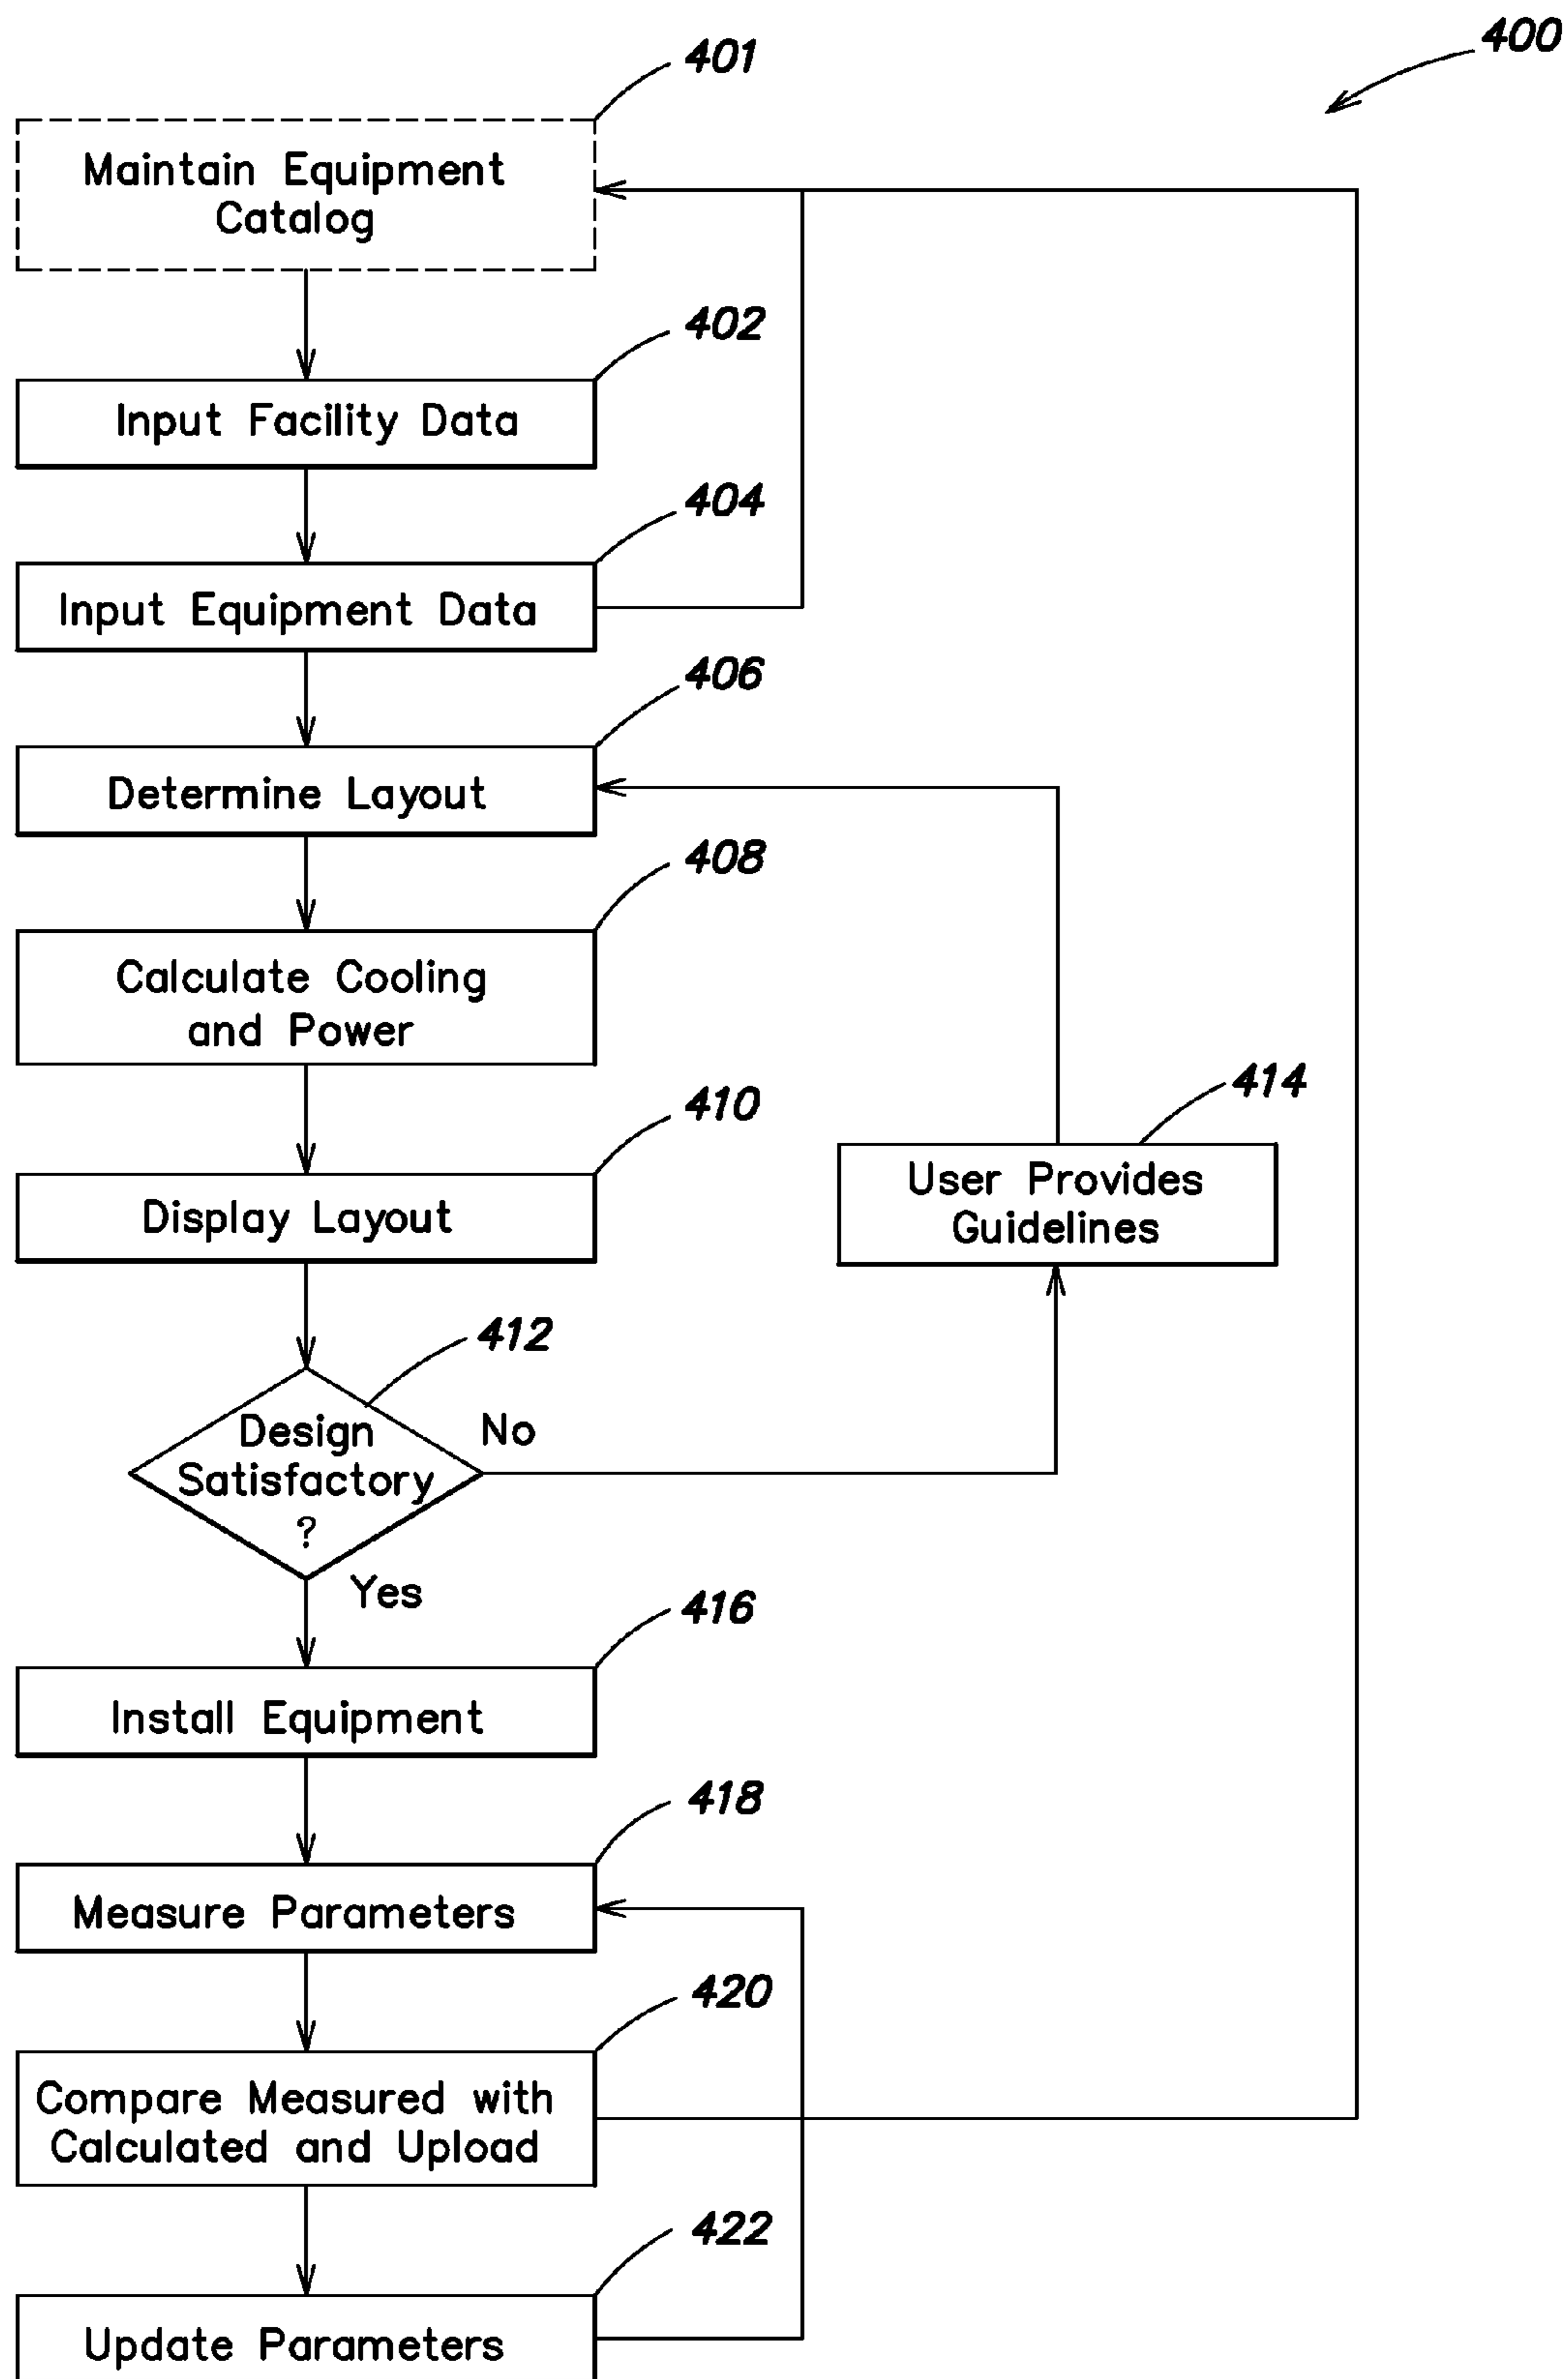 400
401
Maintain Equipment
Catalog
402
Input Facility Data
404
Input Equipment Data
406
Determine Layout
408
Calculate Cooling
and Power
410
Display Layout
414
User Provides
Guidelines
412
Design
Satisfactory
?
No
Yes
416
Install Equipment
418
Measure Parameters
420
Compare Measured with
Calculated and Upload
422
Update Parameters